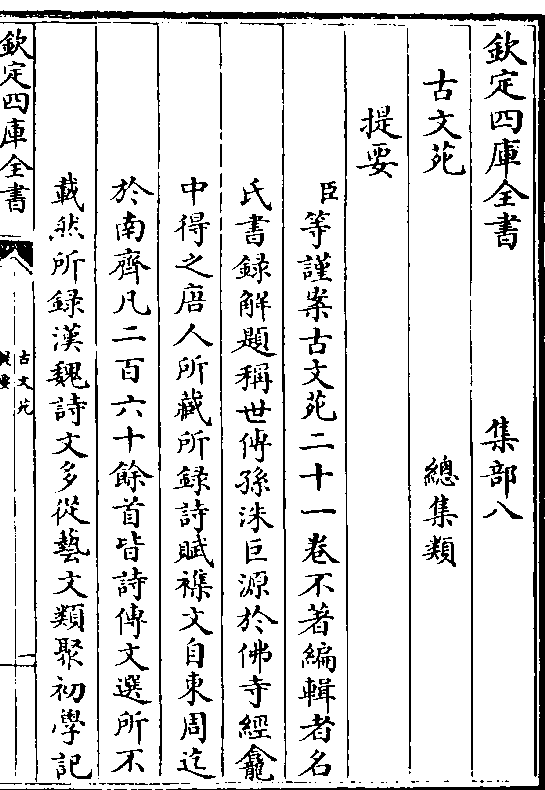 欽定四庫全書　集部八
古文苑　總集類
提要
臣等謹案古文苑二十一卷不著編輯者名
氏書録解題稱世傳孫洙巨源於佛寺經龕
中得之唐人所藏所録詩賦襍文自東周迄
於南齊凡二百六十餘首皆詩傳文選所不
載然所録漢魏詩文多從藝文類聚初學記
欽定四庫全書
古文苑
提要
一